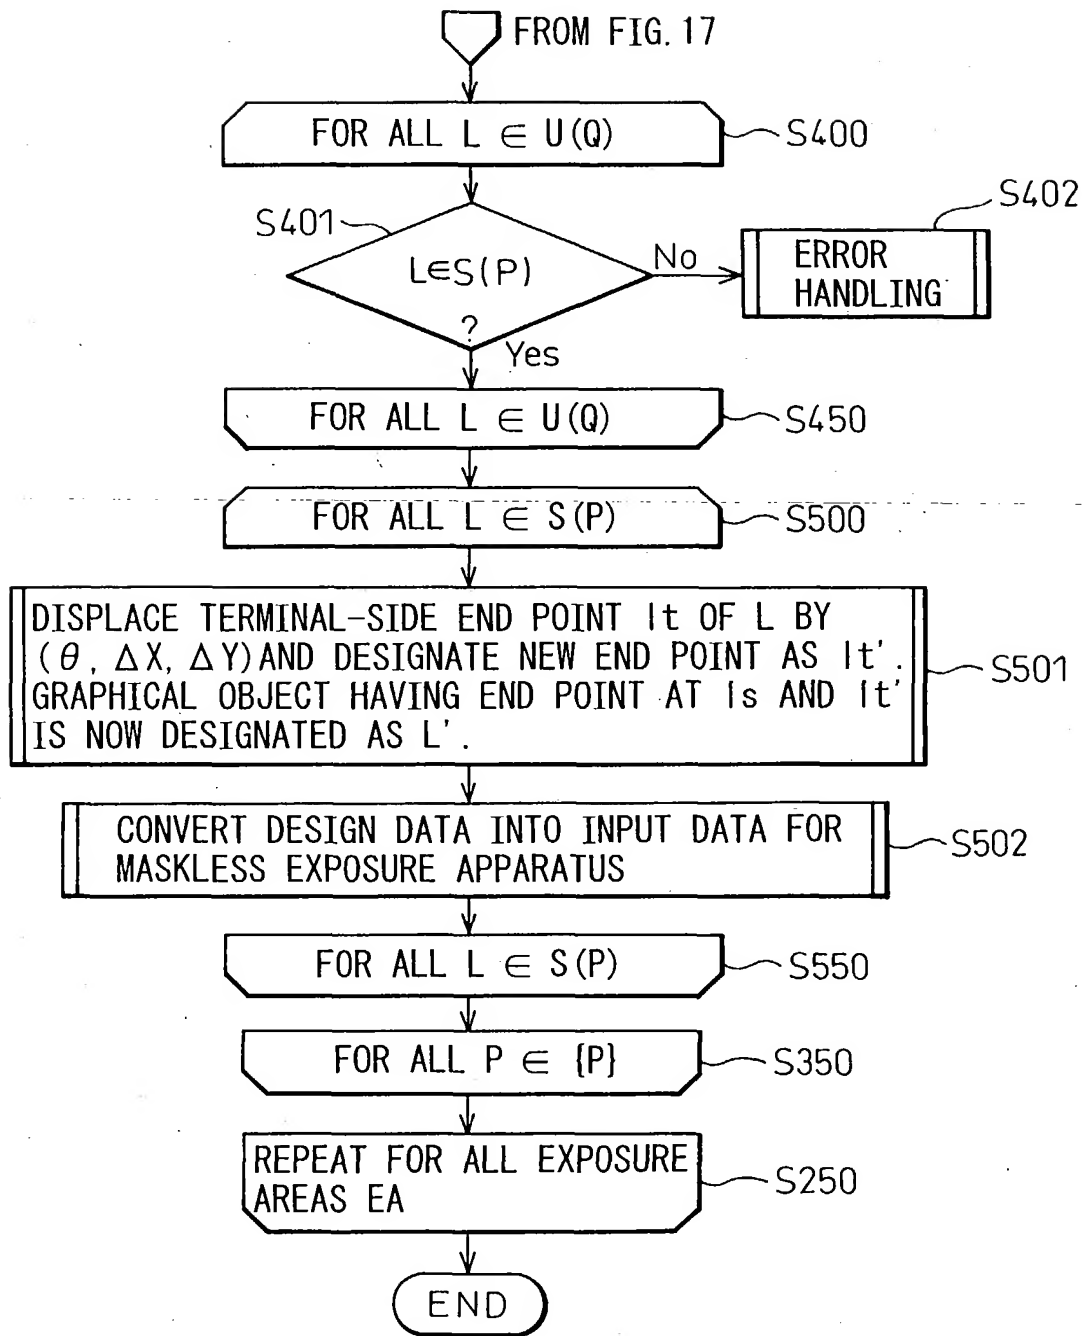 FROM FIG. 17
FOR ALL L ∈ U(Q)
S400
S401
L∈S(P)
?
No
Yes
S402
ERROR
HANDLING
FOR ALL L ∈ U(Q)
S450
FOR ALL L ∈ S(P)
S500
DISPLACE TERMINAL-SIDE END POINT lt OF L BY
(θ, ΔX, ΔY) AND DESIGNATE NEW END POINT AS lt'.
GRAPHICAL OBJECT HAVING END POINT AT ls AND lt'
IS NOW DESIGNATED AS L'.
S501
CONVERT DESIGN DATA INTO INPUT DATA FOR
MASKLESS EXPOSURE APPARATUS
S502
FOR ALL L ∈ S(P)
S550
FOR ALL P ∈ {P}
S350
REPEAT FOR ALL EXPOSURE
AREAS EA
S250
END